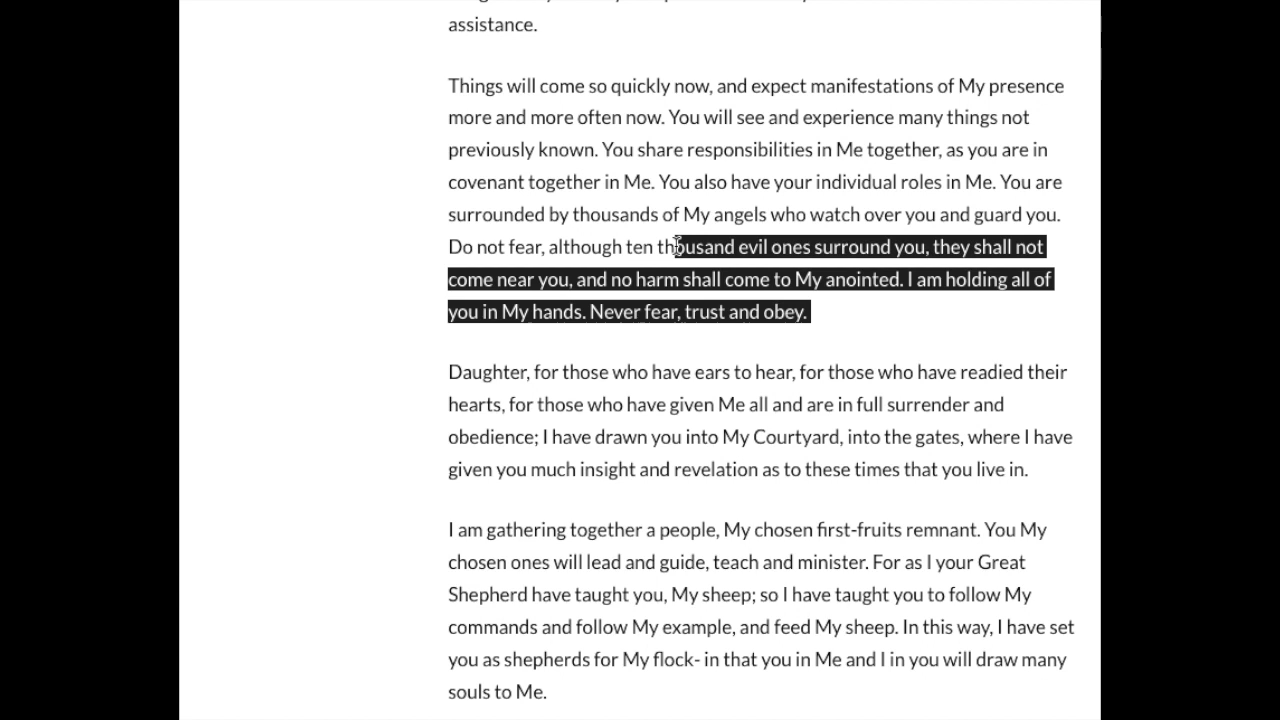 assistance.
Things will come so quickly now, and expect manifestations of My presence
more and more often now. You will see and experience many things not
previously known. You share responsibilities in Me together, as you are in
covenant together in Me. You also have your individual roles in Me. You are
surrounded by thousands of My angels who watch over you and guard you.
Do not fear, although ten thousand evil ones surround you, they shall not
come near you, and no harm shall come to My anointed. I am holding all of
you in My hands. Never fear, trust and obey.
Daughter, for those who have ears to hear, for those who have readied their
hearts, for those who have given Me all and are in full surrender and
obedience; I have drawn you into My Courtyard, into the gates, where I have
given you much insight and revelation as to these times that you live in.
I am gathering together a people, My chosen first-fruits remnant. You My
chosen ones will lead and guide, teach and minister. For as I your Great
Shepherd have taught you, My sheep; so I have taught you to follow My
commands and follow My example, and feed My sheep. In this way, I have set
you as shepherds for My flock- in that you in Me and I in you will draw many
souls to Me.